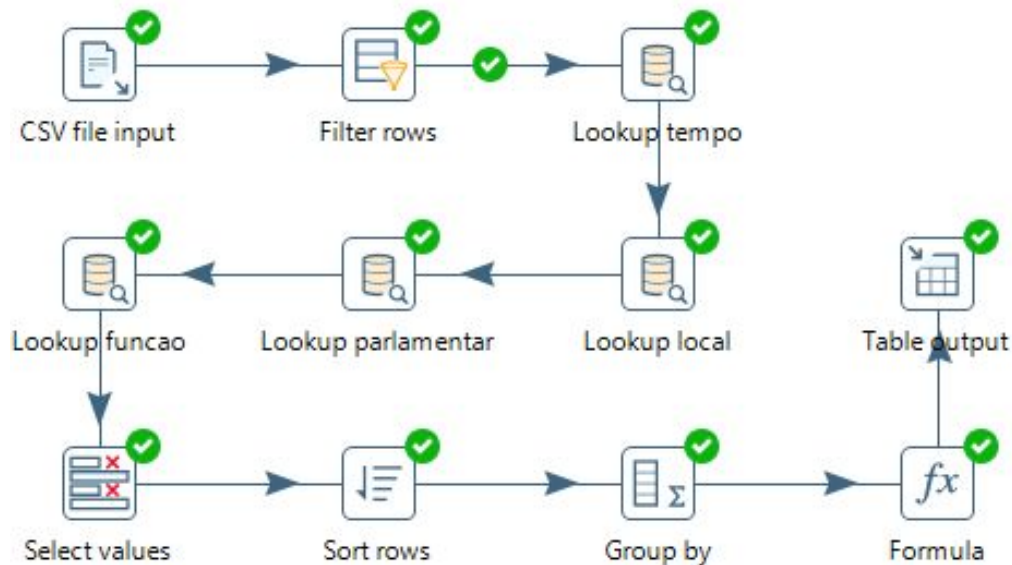 CSV file input
Filter rows
Lookup tempo
Lookup funcao
Lookup parlamentar
Lookup local
Table output
Select values
Sort rows
Group by
Formula
Σ
fx